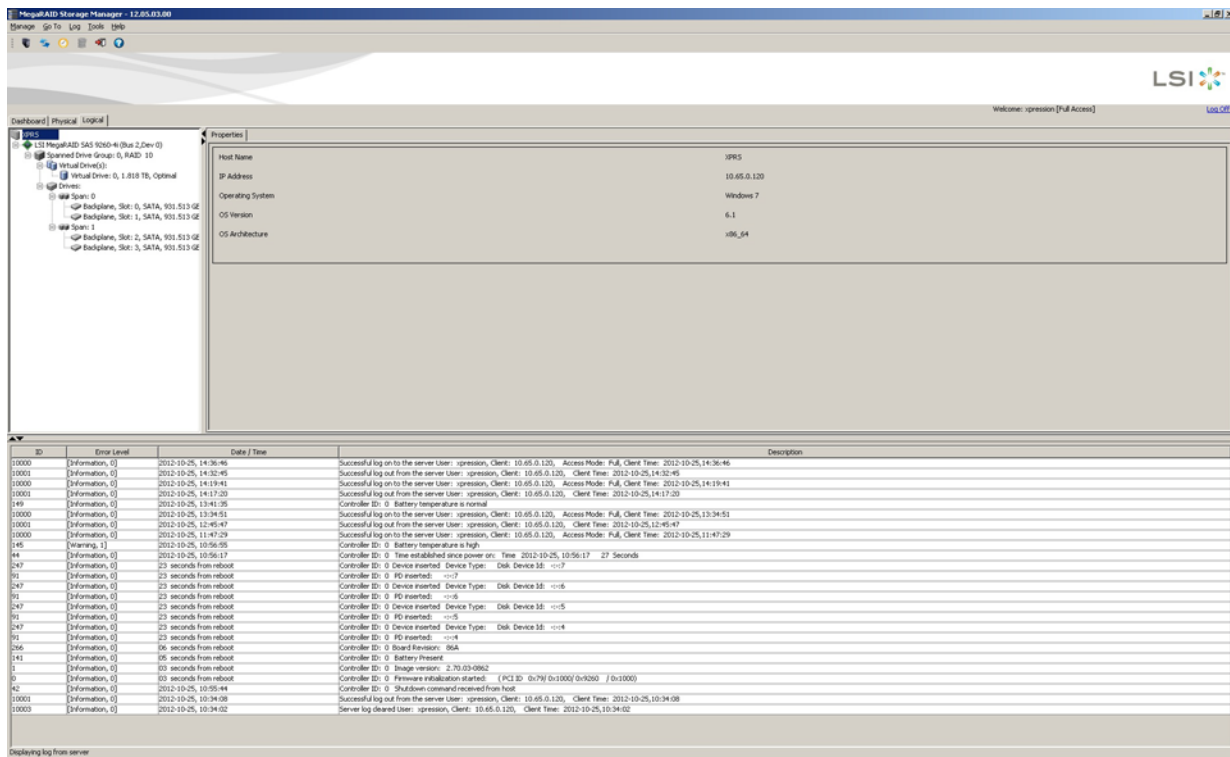 MegaRAID Storage Manager - 12.05.03.00
Manage Go To Log Tools Help
LSI
Welcome: xpression [Full Access] Log Off
Dashboard Physical Logical
XPR5
LSI MegaRAID SAS 9260-4i (Bus 2,Dev 0)
Spanned Drive Group: 0, RAID 10
Virtual Drive(s):
Virtual Drive: 0, 1.818 TB, Optimal
Drives:
Span: 0
Backplane, Slot: 0, SATA, 931.513 GE
Backplane, Slot: 1, SATA, 931.513 GE
Span: 1
Backplane, Slot: 2, SATA, 931.513 GE
Backplane, Slot: 3, SATA, 931.513 GE
Properties
Host Name XPR5
IP Address 10.65.0.120
Operating System Windows 7
OS Version 6.1
OS Architecture x86_64
ID Error Level Date / Time Description
10000 [Information, 0] 2012-10-25, 14:36:46 Successful log on to the server User: xpression, Client: 10.65.0.120, Access Mode: Full, Client Time: 2012-10-25,14:36:46
10001 [Information, 0] 2012-10-25, 14:32:45 Successful log out from the server User: xpression, Client: 10.65.0.120, Client Time: 2012-10-25,14:32:45
10000 [Information, 0] 2012-10-25, 14:19:41 Successful log on to the server User: xpression, Client: 10.65.0.120, Access Mode: Full, Client Time: 2012-10-25,14:19:41
10001 [Information, 0] 2012-10-25, 14:17:20 Successful log out from the server User: xpression, Client: 10.65.0.120, Client Time: 2012-10-25,14:17:20
149 [Information, 0] 2012-10-25, 13:41:35 Controller ID: 0 Battery temperature is normal
10000 [Information, 0] 2012-10-25, 13:34:51 Successful log on to the server User: xpression, Client: 10.65.0.120, Access Mode: Full, Client Time: 2012-10-25,13:34:51
10001 [Information, 0] 2012-10-25, 12:45:47 Successful log out from the server User: xpression, Client: 10.65.0.120, Client Time: 2012-10-25,12:45:47
10000 [Information, 0] 2012-10-25, 11:47:29 Successful log on to the server User: xpression, Client: 10.65.0.120, Access Mode: Full, Client Time: 2012-10-25,11:47:29
145 [Warning, 1] 2012-10-25, 10:56:55 Controller ID: 0 Battery temperature is high
44 [Information, 0] 2012-10-25, 10:56:17 Controller ID: 0 Time established since power on: Time 2012-10-25, 10:56:17 27 Seconds
247 [Information, 0] 23 seconds from reboot Controller ID: 0 Device inserted Device Type: Disk Device Id: -:-:7
91 [Information, 0] 23 seconds from reboot Controller ID: 0 PD inserted: -:-:7
247 [Information, 0] 23 seconds from reboot Controller ID: 0 Device inserted Device Type: Disk Device Id: -:-:6
91 [Information, 0] 23 seconds from reboot Controller ID: 0 PD inserted: -:-:6
247 [Information, 0] 23 seconds from reboot Controller ID: 0 Device inserted Device Type: Disk Device Id: -:-:5
91 [Information, 0] 23 seconds from reboot Controller ID: 0 PD inserted: -:-:5
247 [Information, 0] 23 seconds from reboot Controller ID: 0 Device inserted Device Type: Disk Device Id: -:-:4
91 [Information, 0] 23 seconds from reboot Controller ID: 0 PD inserted: -:-:4
266 [Information, 0] 06 seconds from reboot Controller ID: 0 Board Revision: 86A
141 [Information, 0] 05 seconds from reboot Controller ID: 0 Battery Present
1 [Information, 0] 03 seconds from reboot Controller ID: 0 Image version: 2.70.03-0862
0 [Information, 0] 03 seconds from reboot Controller ID: 0 Firmware initialization started: ( PCI ID 0x79/ 0x1000/ 0x9260 / 0x1000)
42 [Information, 0] 2012-10-25, 10:55:44 Controller ID: 0 Shutdown command received from host
10001 [Information, 0] 2012-10-25, 10:34:08 Successful log out from the server User: xpression, Client: 10.65.0.120, Client Time: 2012-10-25,10:34:08
10003 [Information, 0] 2012-10-25, 10:34:02 Server log cleared User: xpression, Client: 10.65.0.120, Client Time: 2012-10-25,10:34:02
Displaying log from server